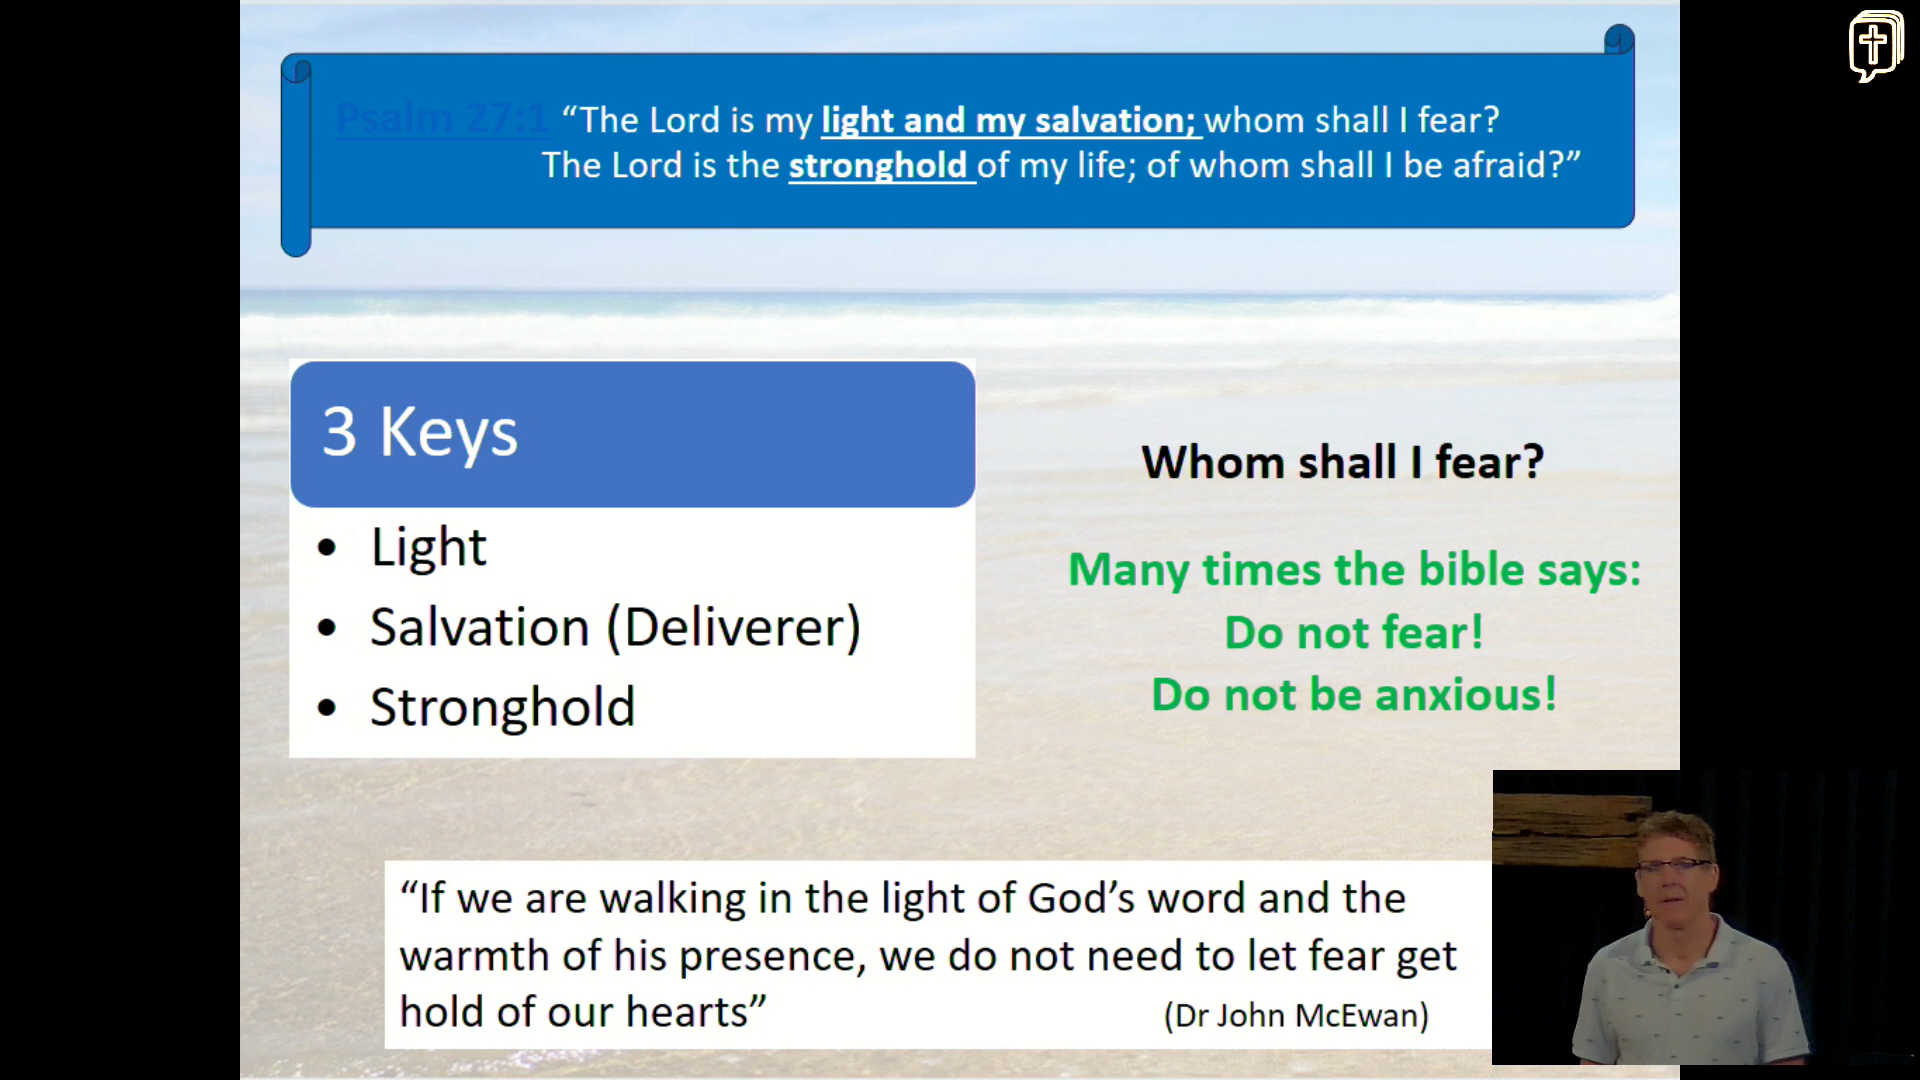 Psalm 27:1 “The Lord is my light and my salvation; whom shall I fear?
The Lord is the stronghold of my life; of whom shall I be afraid?”
3 Keys
• Light
• Salvation (Deliverer)
• Stronghold
Whom shall I fear?
Many times the bible says:
Do not fear!
Do not be anxious!
“If we are walking in the light of God’s word and the
warmth of his presence, we do not need to let fear get
hold of our hearts”
(Dr John McEwan)